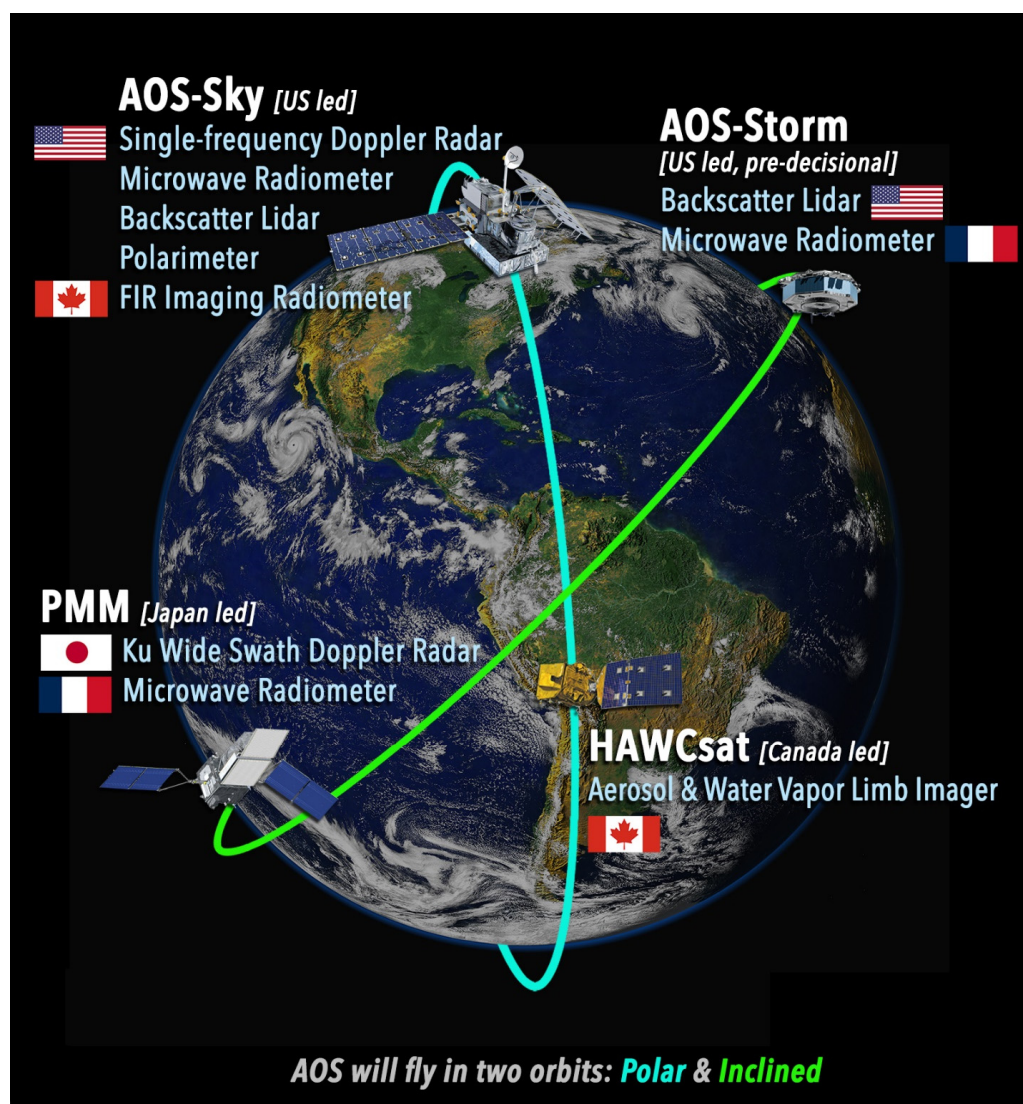 AOS-Sky [US led]
Single-frequency Doppler Radar
Microwave Radiometer
Backscatter Lidar
Polarimeter
FIR Imaging Radiometer
AOS-Storm
[US led, pre-decisional]
Backscatter Lidar
Microwave Radiometer
PMM [Japan led]
Ku Wide Swath Doppler Radar
Microwave Radiometer
HAWCsat [Canada led]
Aerosol & Water Vapor Limb Imager
AOS will fly in two orbits: Polar & Inclined